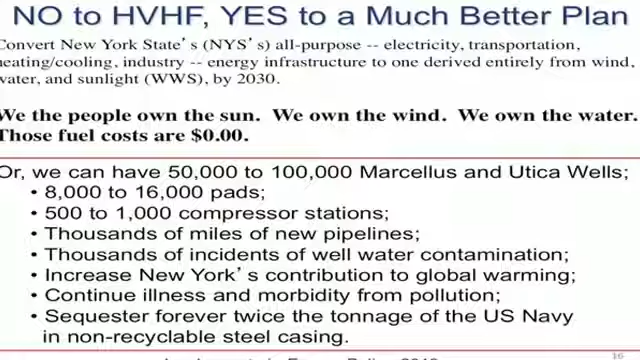 NO to HVHF, YES to a Much Better Plan
Convert New York State's (NYS's) all-purpose -- electricity, transportation,
heating/cooling, industry -- energy infrastructure to one derived entirely from wind,
water, and sunlight (WWS), by 2030.
We the people own the sun. We own the wind. We own the water.
Those fuel costs are $0.00.
Or, we can have 50,000 to 100,000 Marcellus and Utica Wells;
• 8,000 to 16,000 pads;
• 500 to 1,000 compressor stations;
• Thousands of miles of new pipelines;
• Thousands of incidents of well water contamination;
• Increase New York's contribution to global warming;
• Continue illness and morbidity from pollution;
• Sequester forever twice the tonnage of the US Navy
in non-recyclable steel casing.
16